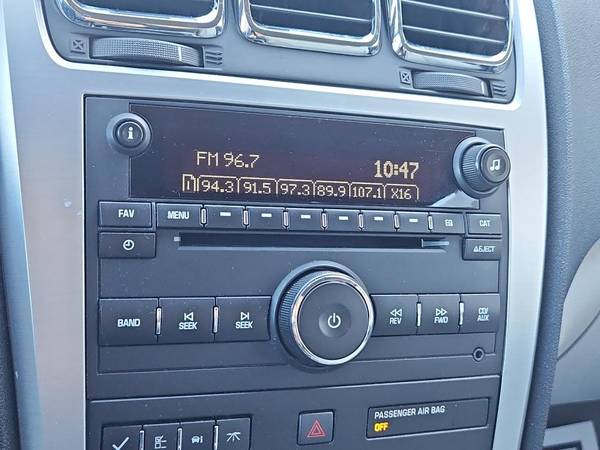 i
FM 96.7 10:47
1 94.3 91.5 97.3 89.9 107.1 X16
FAV MENU EQ CAT
EJECT
BAND SEEK SEEK REV FWD CD/AUX
PASSENGER AIR BAG
OFF